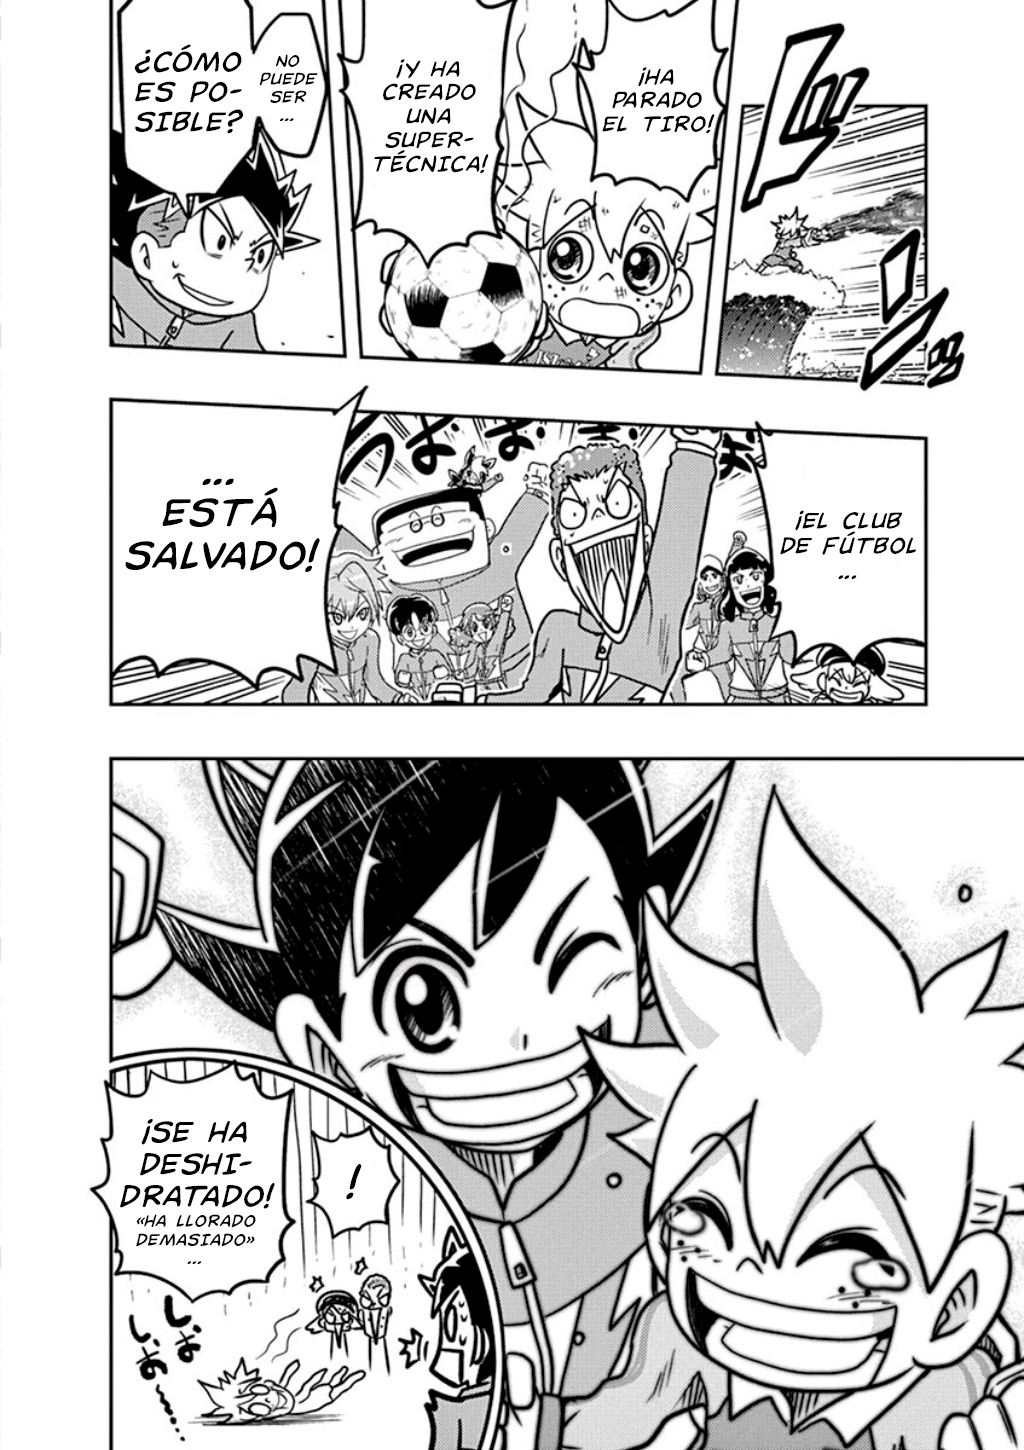 ¡HA
PARADO
EL TIRO!
¡Y HA
CREADO
UNA
SUPER-
TÉCNICA!
NO
PUEDE
SER
...
¿CÓMO
ES PO-
SIBLE?
¡EL CLUB
DE FÚTBOL
...
...
ESTÁ
SALVADO!
!
¡SE HA
DESHI-
DRATADO!
«HA LLORADO
DEMASIADO»
...